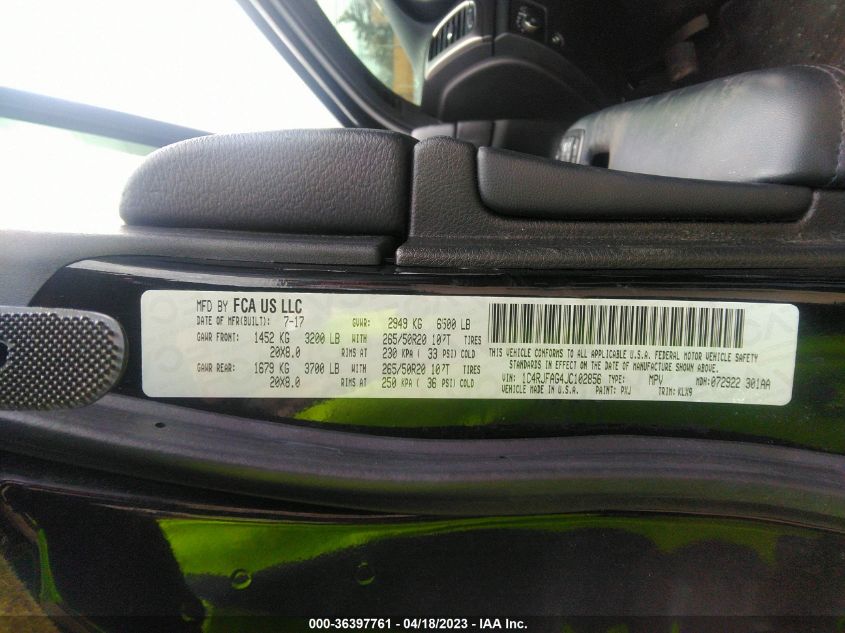 MFD BY FCA US LLC
DATE OF MFR(BUILT): 7-17 GVWR: 2949 KG 6500 LB
GAWR FRONT: 1452 KG 3200 LB WITH 265/50R20 107T TIRES
20X8.0 RIMS AT 230 KPA ( 33 PSI) COLD
GAWR REAR: 1679 KG 3700 LB WITH 265/50R20 107T TIRES
20X8.0 RIMS AT 250 KPA ( 36 PSI) COLD
THIS VEHICLE CONFORMS TO ALL APPLICABLE U.S.A. FEDERAL MOTOR VEHICLE SAFETY
STANDARDS IN EFFECT ON THE DATE OF MANUFACTURE SHOWN ABOVE.
VIN: 1C4RJFAG4JC102856 TYPE: MPV MDH: 072922 301AA
VEHICLE MADE IN U.S.A. PAINT: PXJ TRIM: KLX9
000-36397761 - 04/18/2023 - IAA Inc.